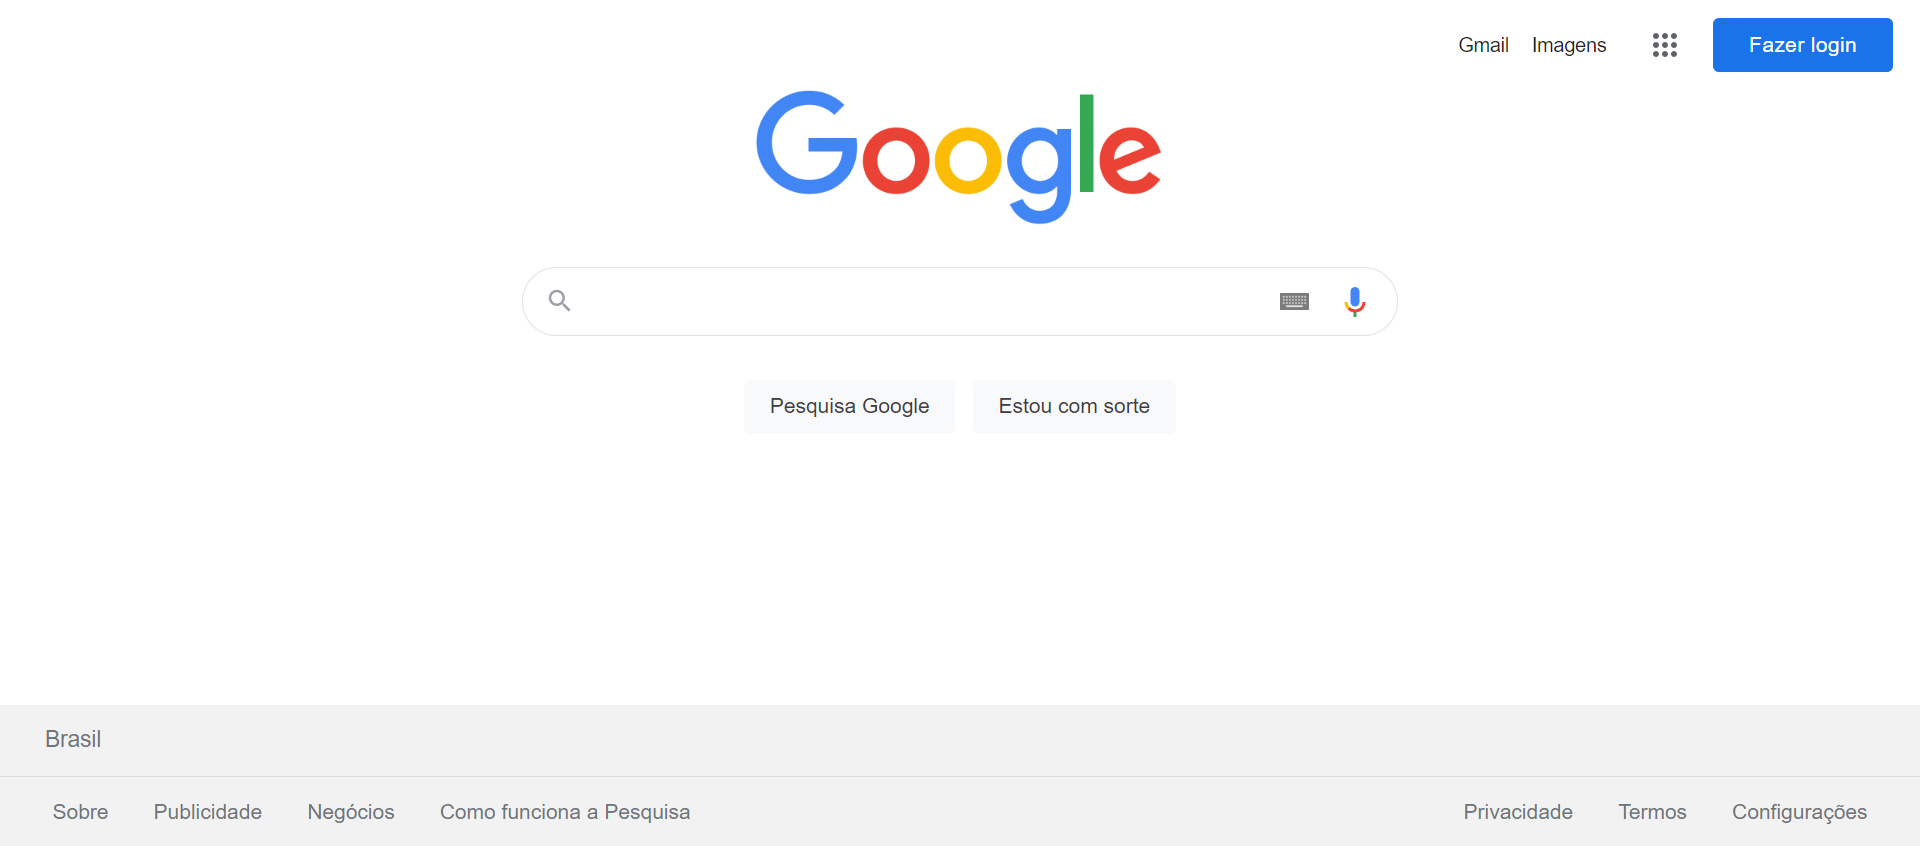 Gmail Imagens Fazer login
Google
Pesquisa Google Estou com sorte
Brasil
Sobre Publicidade Negócios Como funciona a Pesquisa Privacidade Termos Configurações